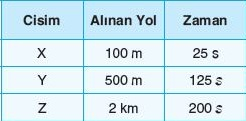 Cisim Alınan Yol Zaman
X 100 m 25 s
Y 500 m 125 s
Z 2 km 200 s